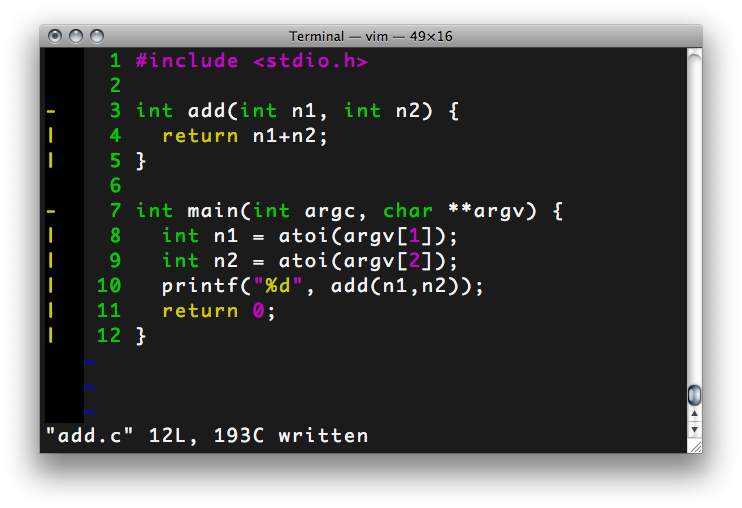 Terminal — vim — 49×16
1 #include <stdio.h>
2
3 int add(int n1, int n2) {
4   return n1+n2;
5 }
6
7 int main(int argc, char **argv) {
8   int n1 = atoi(argv[1]);
9   int n2 = atoi(argv[2]);
10   printf("%d", add(n1,n2));
11   return 0;
12 }
~
~
~
"add.c" 12L, 193C written